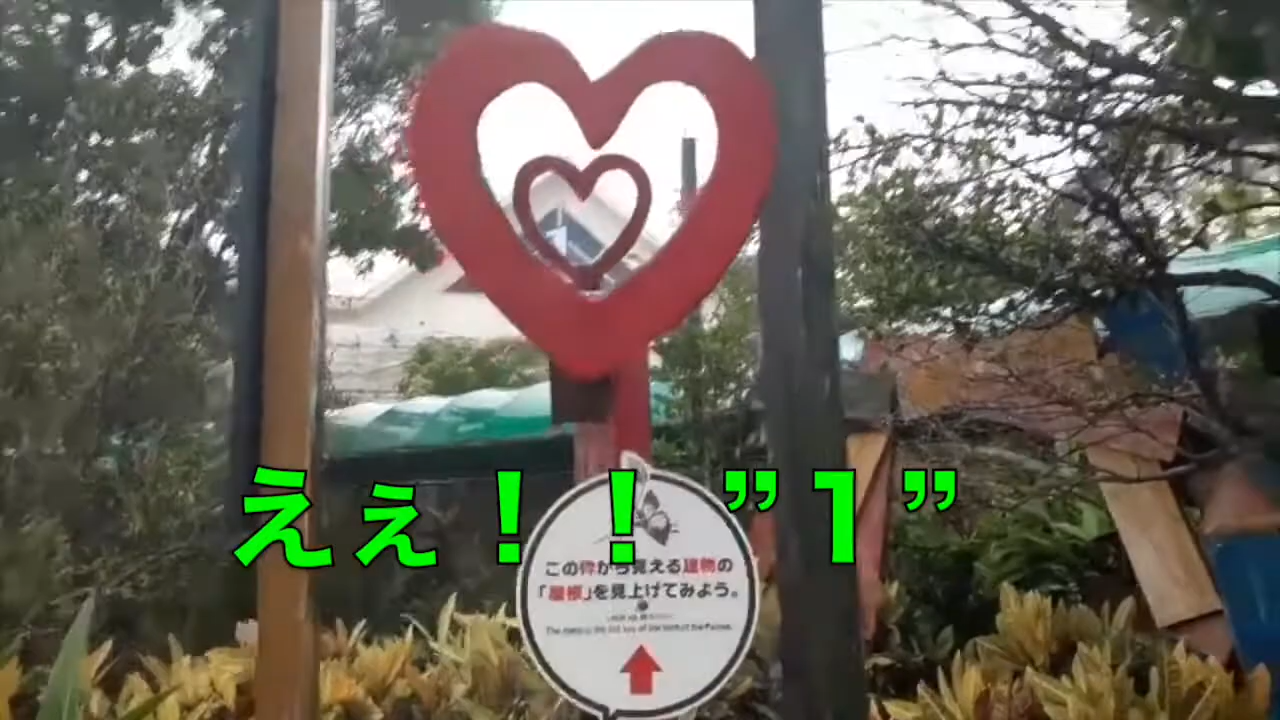 えぇ！！”1”
この枠から見える建物の
「屋根」を見上げてみよう。